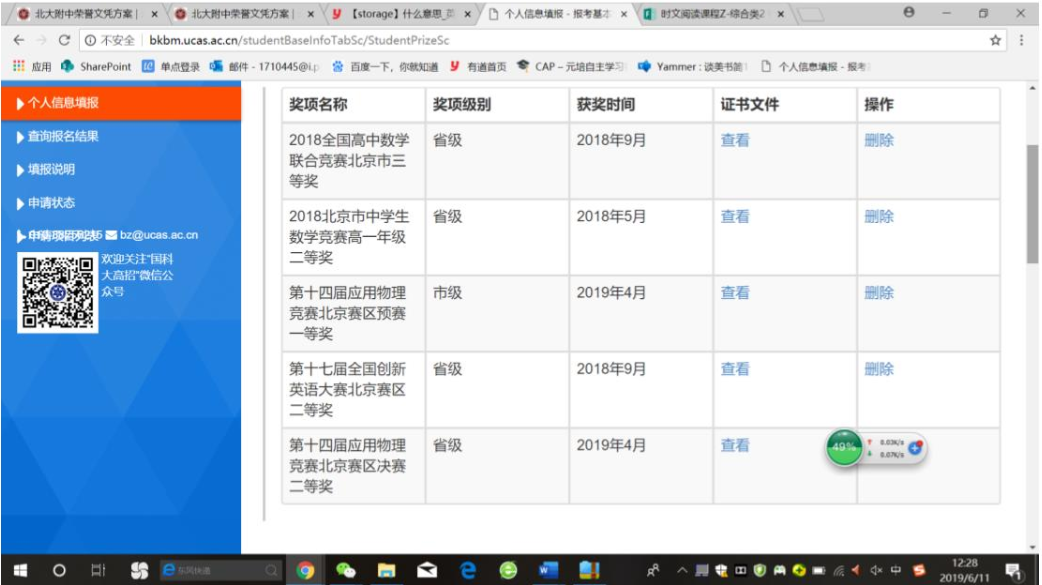 北大附中荣誉文凭方案 |
北大附中荣誉文凭方案 |
【storage】什么意思_英
个人信息填报 - 报考基本
时文阅读课程Z-综合类2
不安全 | bkbm.ucas.ac.cn/studentBaseInfoTabSc/StudentPrizeSc
应用 SharePoint 单点登录 邮件 - 1710445@i.p 百度一下，你就知道 有道首页 CAP – 元培自主学习 Yammer : 谈美书简 个人信息填报 - 报考
个人信息填报
查询报名结果
填报说明
申请状态
bz@ucas.ac.cn
欢迎关注"国科
大高招"微信公
众号
奖项名称 奖项级别 获奖时间 证书文件 操作
2018全国高中数学 省级 2018年9月 查看 删除
联合竞赛北京市三
等奖
2018北京市中学生 省级 2018年5月 查看 删除
数学竞赛高一年级
二等奖
第十四届应用物理 市级 2019年4月 查看 删除
竞赛北京赛区预赛
一等奖
第十七届全国创新 省级 2018年9月 查看 删除
英语大赛北京赛区
二等奖
第十四届应用物理 省级 2019年4月 查看
竞赛北京赛区决赛
二等奖
49%
0.03K/s
0.07K/s
中
12:28
2019/6/11